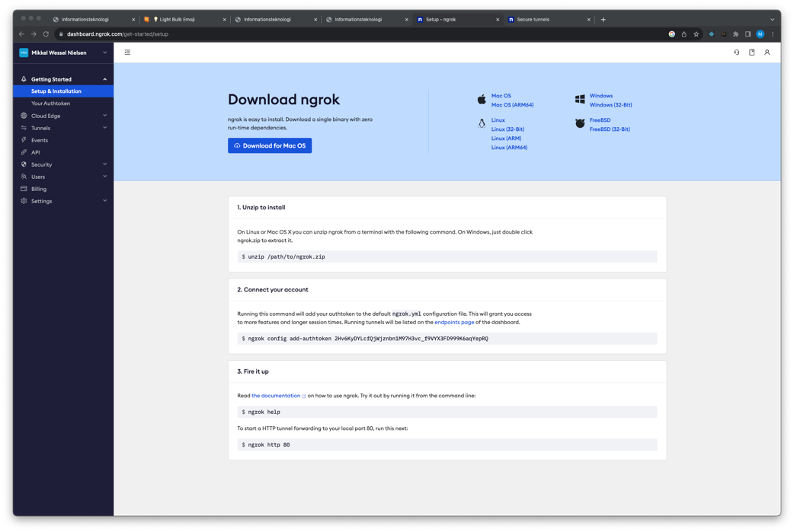 Informationsteknologi
Light Bulb Emoji
Informationsteknologi
Informationsteknologi
Setup - ngrok
Secure tunnels
dashboard.ngrok.com/get-started/setup
Mikkel Wessel Nielsen
Getting Started
Setup & Installation
Your Authtoken
Cloud Edge
Tunnels
Events
API
Security
Users
Billing
Settings
Download ngrok
ngrok is easy to install. Download a single binary with zero
run-time dependencies.
Download for Mac OS
Mac OS
Mac OS (ARM64)
Linux
Linux (32-Bit)
Linux (ARM)
Linux (ARM64)
Windows
Windows (32-Bit)
FreeBSD
FreeBSD (32-Bit)
1. Unzip to install
On Linux or Mac OS X you can unzip ngrok from a terminal with the following command. On Windows, just double click
ngrok.zip to extract it.
$ unzip /path/to/ngrok.zip
2. Connect your account
Running this command will add your authtoken to the default ngrok.yml configuration file. This will grant you access
to more features and longer session times. Running tunnels will be listed on the endpoints page of the dashboard.
$ ngrok config add-authtoken
3. Fire it up
Read the documentation on how to use ngrok. Try it out by running it from the command line:
$ ngrok help
To start a HTTP tunnel forwarding to your local port 80, run this next:
$ ngrok http 80